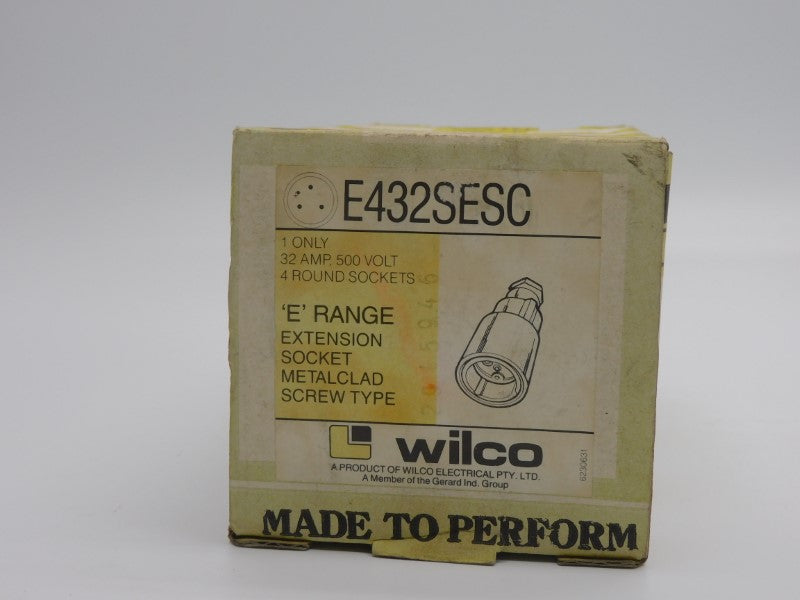 E432SESC
1 ONLY
32 AMP. 500 VOLT
4 ROUND SOCKETS
'E' RANGE
EXTENSION
SOCKET
METALCLAD
SCREW TYPE
wilco
A PRODUCT OF WILCO ELECTRICAL PTY. LTD.
A Member of the Gerard Ind. Group
6230631
MADE TO PERFORM